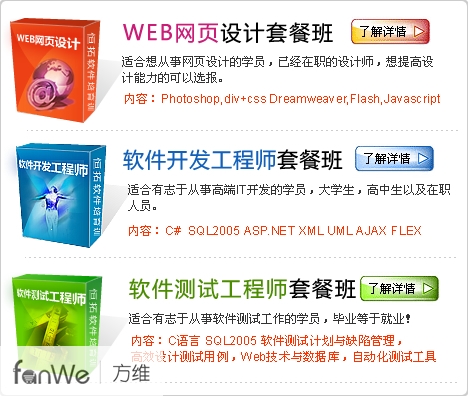 WEB网页设计
恒拓软件培训
WEB网页设计套餐班
了解详情
适合想从事网页设计的学员，已经在职的设计师，想提高设
计能力的可以选报。
内容：Photoshop,div+css Dreamweaver,Flash,Javascript
软件开发工程师
恒拓软件培训
软件开发工程师套餐班
了解详情
适合有志于从事高端IT开发的学员，大学生，高中生以及在职
人员。
内容：C# SQL2005 ASP.NET XML UML AJAX FLEX
软件测试工程师
恒拓软件培训
软件测试工程师套餐班
了解详情
适合有志于从事软件测试工作的学员，毕业等于就业！
内容：C语言 SQL2005 软件测试计划与缺陷管理，
高效设计测试用例，Web技术与数据库，自动化测试工具
fanWe 方维